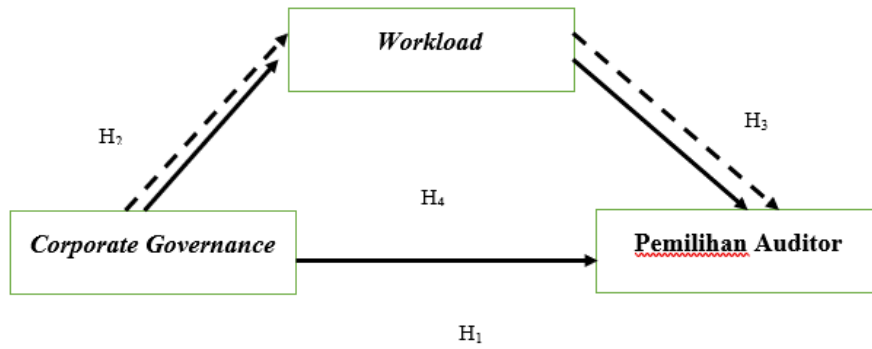 Workload
H₂
H₃
H₄
Corporate Governance
Pemilihan Auditor
H₁